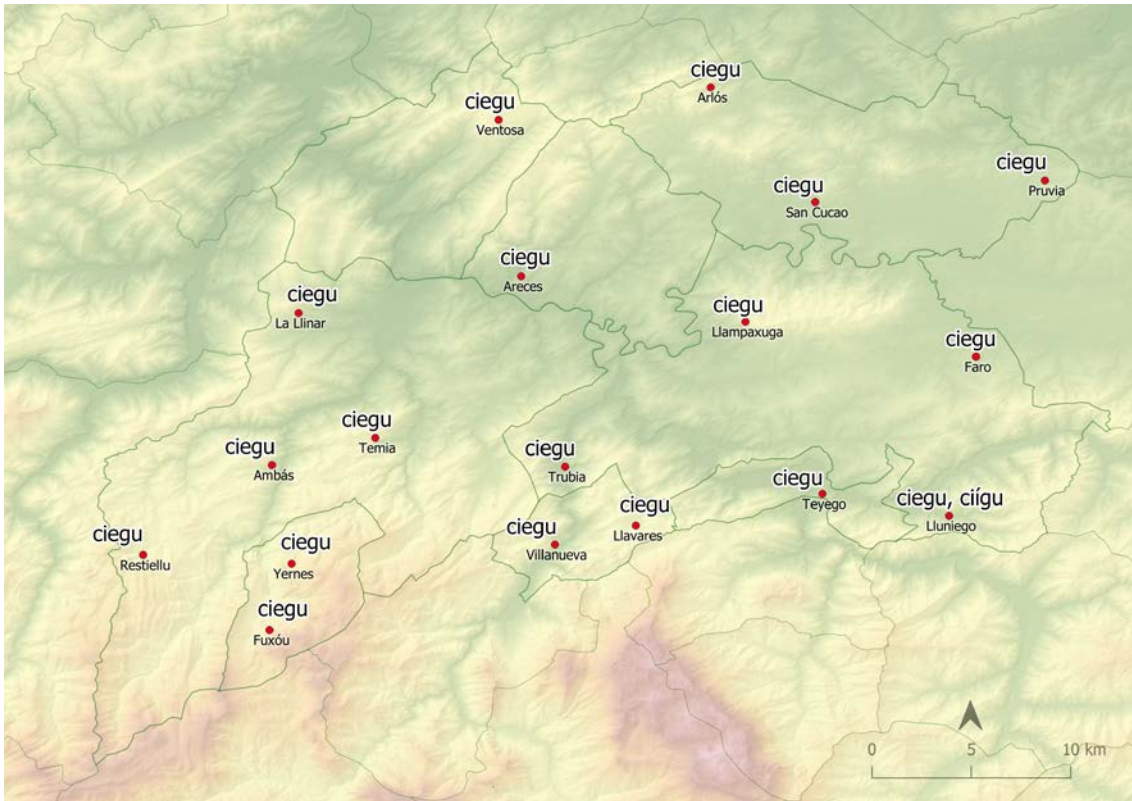 ciegu
Arlós
ciegu
Ventosa
ciegu
Pruvia
ciegu
San Cucao
ciegu
Areces
ciegu
La Llinar
ciegu
Llampaxuga
ciegu
Faro
ciegu
Temia
ciegu
Ambás
ciegu
Trubia
ciegu
Teyego
ciegu, ciígu
Lluniego
ciegu
Llavares
ciegu
Villanueva
ciegu
Restiellu
ciegu
Yernes
ciegu
Fuxóu
0 5 10 km